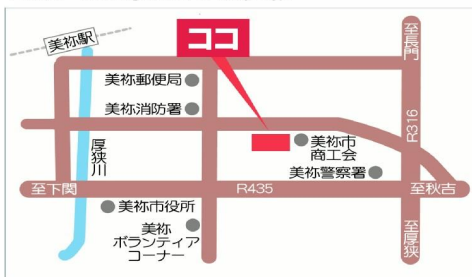 美祢駅
ココ
至長門
美祢郵便局
美祢消防署
厚狭川
美祢市
商工会
R316
美祢警察署
至下関
R435
至秋吉
美祢市役所
美祢
ボランティア
コーナー
至厚狭